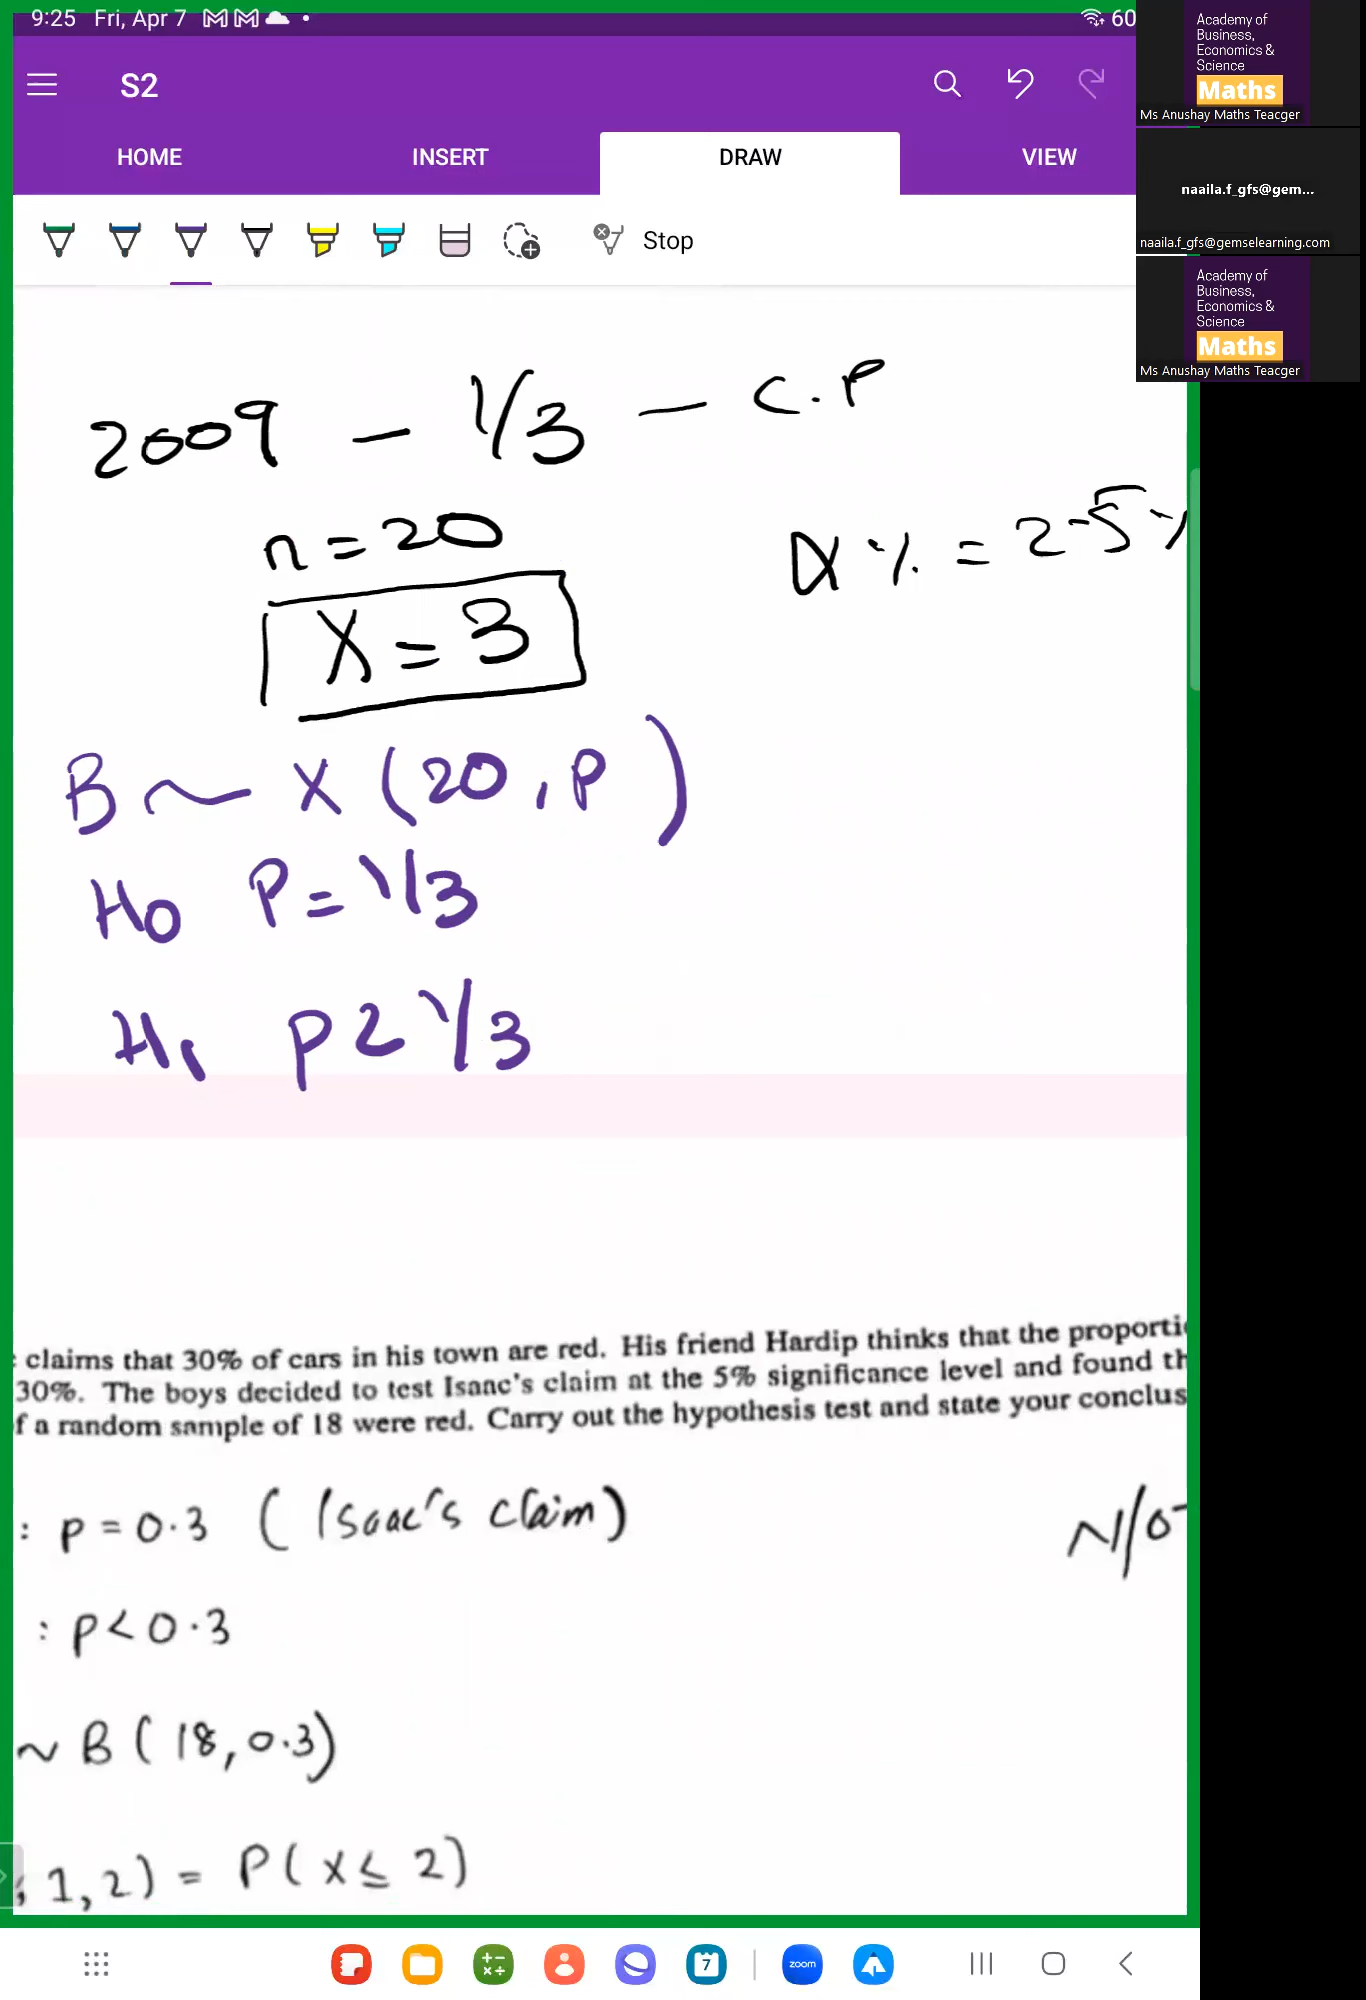 9:25 Fri, Apr 7
60
S2
HOME INSERT DRAW VIEW
Stop
Academy of
Business,
Economics &
Science
Maths
Ms Anushay Maths Teacger
naaila.f_gfs@gem...
naaila.f_gfs@gemselearning.com
Academy of
Business,
Economics &
Science
Maths
Ms Anushay Maths Teacger
2009 - 1/3 - C.P
n = 20
α % = 2.5%
X = 3
B ~ X (20, P)
H0 P = 1/3
H1 P < 1/3
claims that 30% of cars in his town are red. His friend Hardip thinks that the
30%. The boys decided to test Isaac's claim at the 5% significance level and found
f a random sample of 18 were red. Carry out the hypothesis test and state your
: p = 0.3 (Isaac's claim)
: p < 0.3
~ B(18, 0.3)
, 1, 2) = P(x ≤ 2)
7
zoom